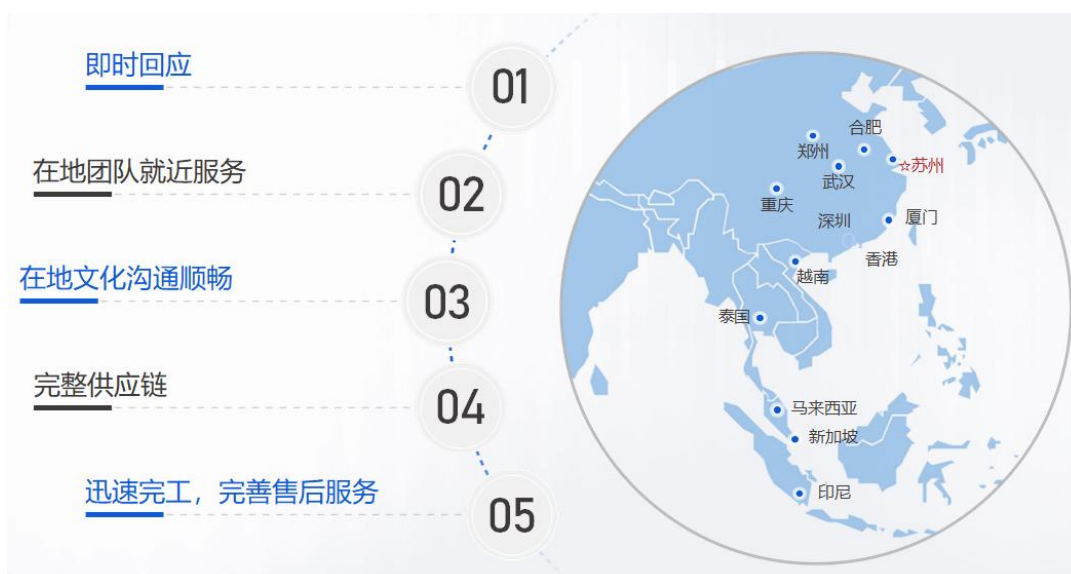 即时回应
01
在地团队就近服务
02
在地文化沟通顺畅
03
完整供应链
04
迅速完工，完善售后服务
05
合肥
郑州
☆苏州
武汉
重庆
深圳
厦门
香港
越南
泰国
马来西亚
新加坡
印尼